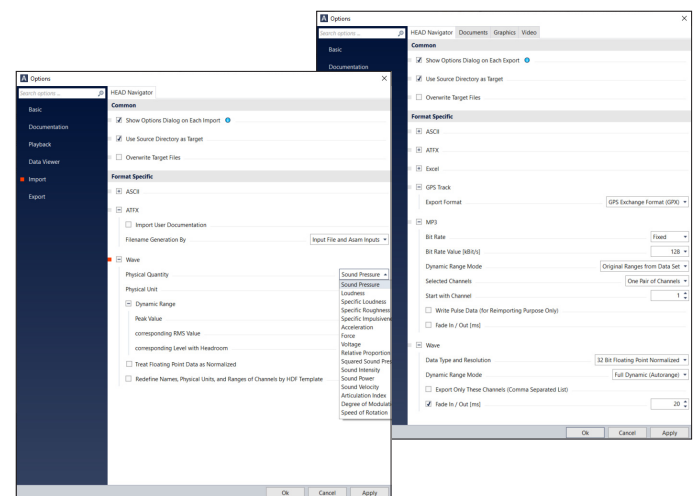 Options
Search options ...
Basic
Documentation
HEAD Navigator Documents Graphics Video
Common
Show Options Dialog on Each Export
Use Source Directory as Target
Overwrite Target Files
Format Specific
ASCII
ATFX
Excel
GPS Track
Export Format GPS Exchange Format (GPX)
MP3
Bit Rate Fixed
Bit Rate Value [kBit/s] 128
Dynamic Range Mode Original Ranges from Data Set
Selected Channels One Pair of Channels
Start with Channel 1
Write Pulse Data (for Reimporting Purpose Only)
Fade In / Out [ms]
Wave
Data Type and Resolution 32 Bit Floating Point Normalized
Dynamic Range Mode Full Dynamic (Autorange)
Export Only These Channels (Comma Separated List)
Fade In / Out [ms] 20
Ok Cancel Apply
Options
Search options ...
Basic
Documentation
Playback
Data Viewer
Import
Export
HEAD Navigator
Common
Show Options Dialog on Each Import
Use Source Directory as Target
Overwrite Target Files
Format Specific
ASCII
ATFX
Import User Documentation
Filename Generation By Input File and Asam Inputs
Wave
Physical Quantity Sound Pressure
Physical Unit
Dynamic Range
Peak Value
corresponding RMS Value
corresponding Level with Headroom
Treat Floating Point Data as Normalized
Redefine Names, Physical Units, and Ranges of Channels by HDF Template
Sound Pressure
Loudness
Specific Loudness
Specific Roughness
Specific Impulsivene
Acceleration
Force
Voltage
Relative Proportion
Squared Sound Pres
Sound Intensity
Sound Power
Sound Velocity
Articulation Index
Degree of Modulati
Speed of Rotation
Ok Cancel Apply